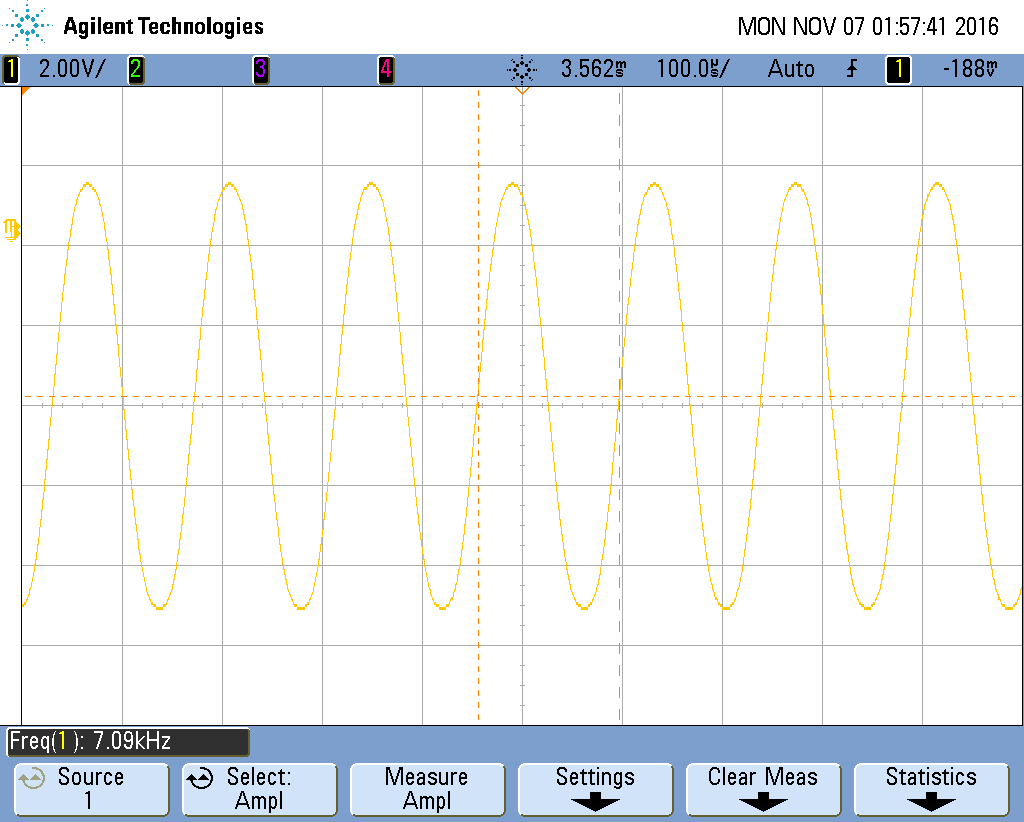 Agilent Technologies MON NOV 07 01:57:41 2016
1 2.00V/ 2 3 4 3.562ms 100.0µs/ Auto 1 -188mV
Freq(1): 7.09kHz
Source Select: Measure Settings Clear Meas Statistics
1 Ampl Ampl